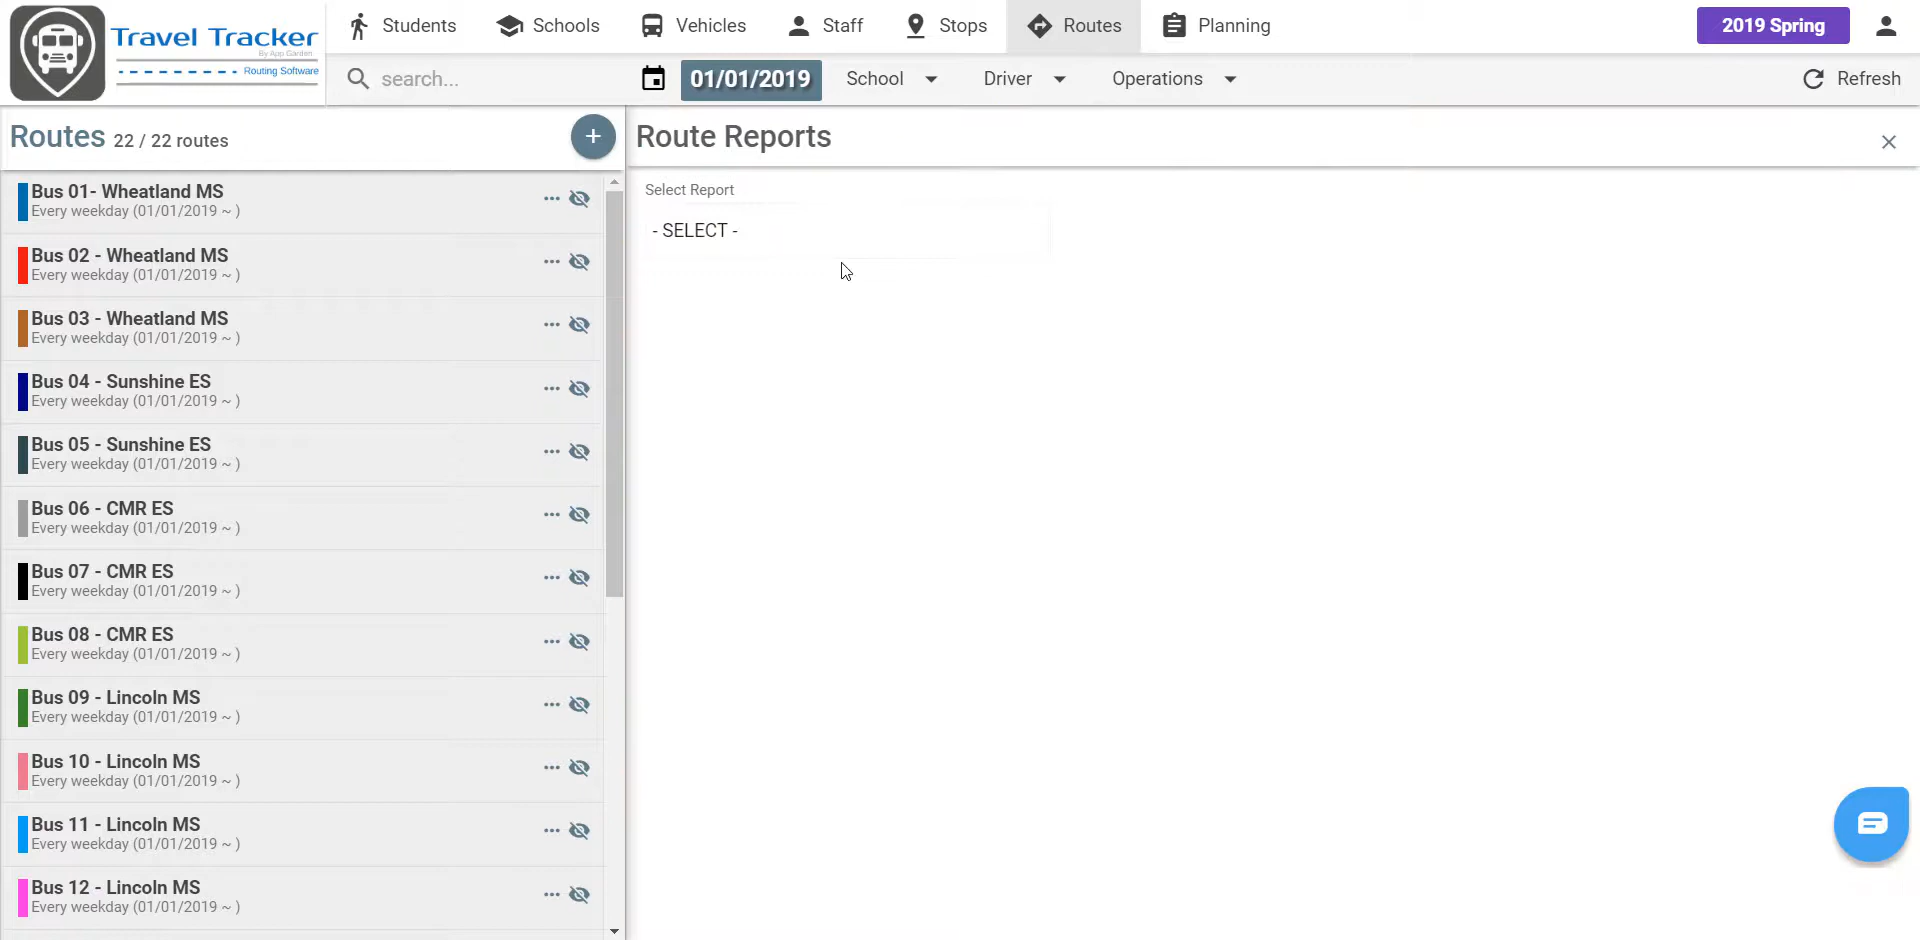 Travel Tracker
By App Garden
Routing Software
Students
Schools
Vehicles
Staff
Stops
Routes
Planning
2019 Spring
search...
01/01/2019
School
Driver
Operations
Refresh
Routes 22 / 22 routes
+
Route Reports
Select Report
- SELECT -
Bus 01- Wheatland MS
Every weekday (01/01/2019 ~ )
Bus 02 - Wheatland MS
Every weekday (01/01/2019 ~ )
Bus 03 - Wheatland MS
Every weekday (01/01/2019 ~ )
Bus 04 - Sunshine ES
Every weekday (01/01/2019 ~ )
Bus 05 - Sunshine ES
Every weekday (01/01/2019 ~ )
Bus 06 - CMR ES
Every weekday (01/01/2019 ~ )
Bus 07 - CMR ES
Every weekday (01/01/2019 ~ )
Bus 08 - CMR ES
Every weekday (01/01/2019 ~ )
Bus 09 - Lincoln MS
Every weekday (01/01/2019 ~ )
Bus 10 - Lincoln MS
Every weekday (01/01/2019 ~ )
Bus 11 - Lincoln MS
Every weekday (01/01/2019 ~ )
Bus 12 - Lincoln MS
Every weekday (01/01/2019 ~ )